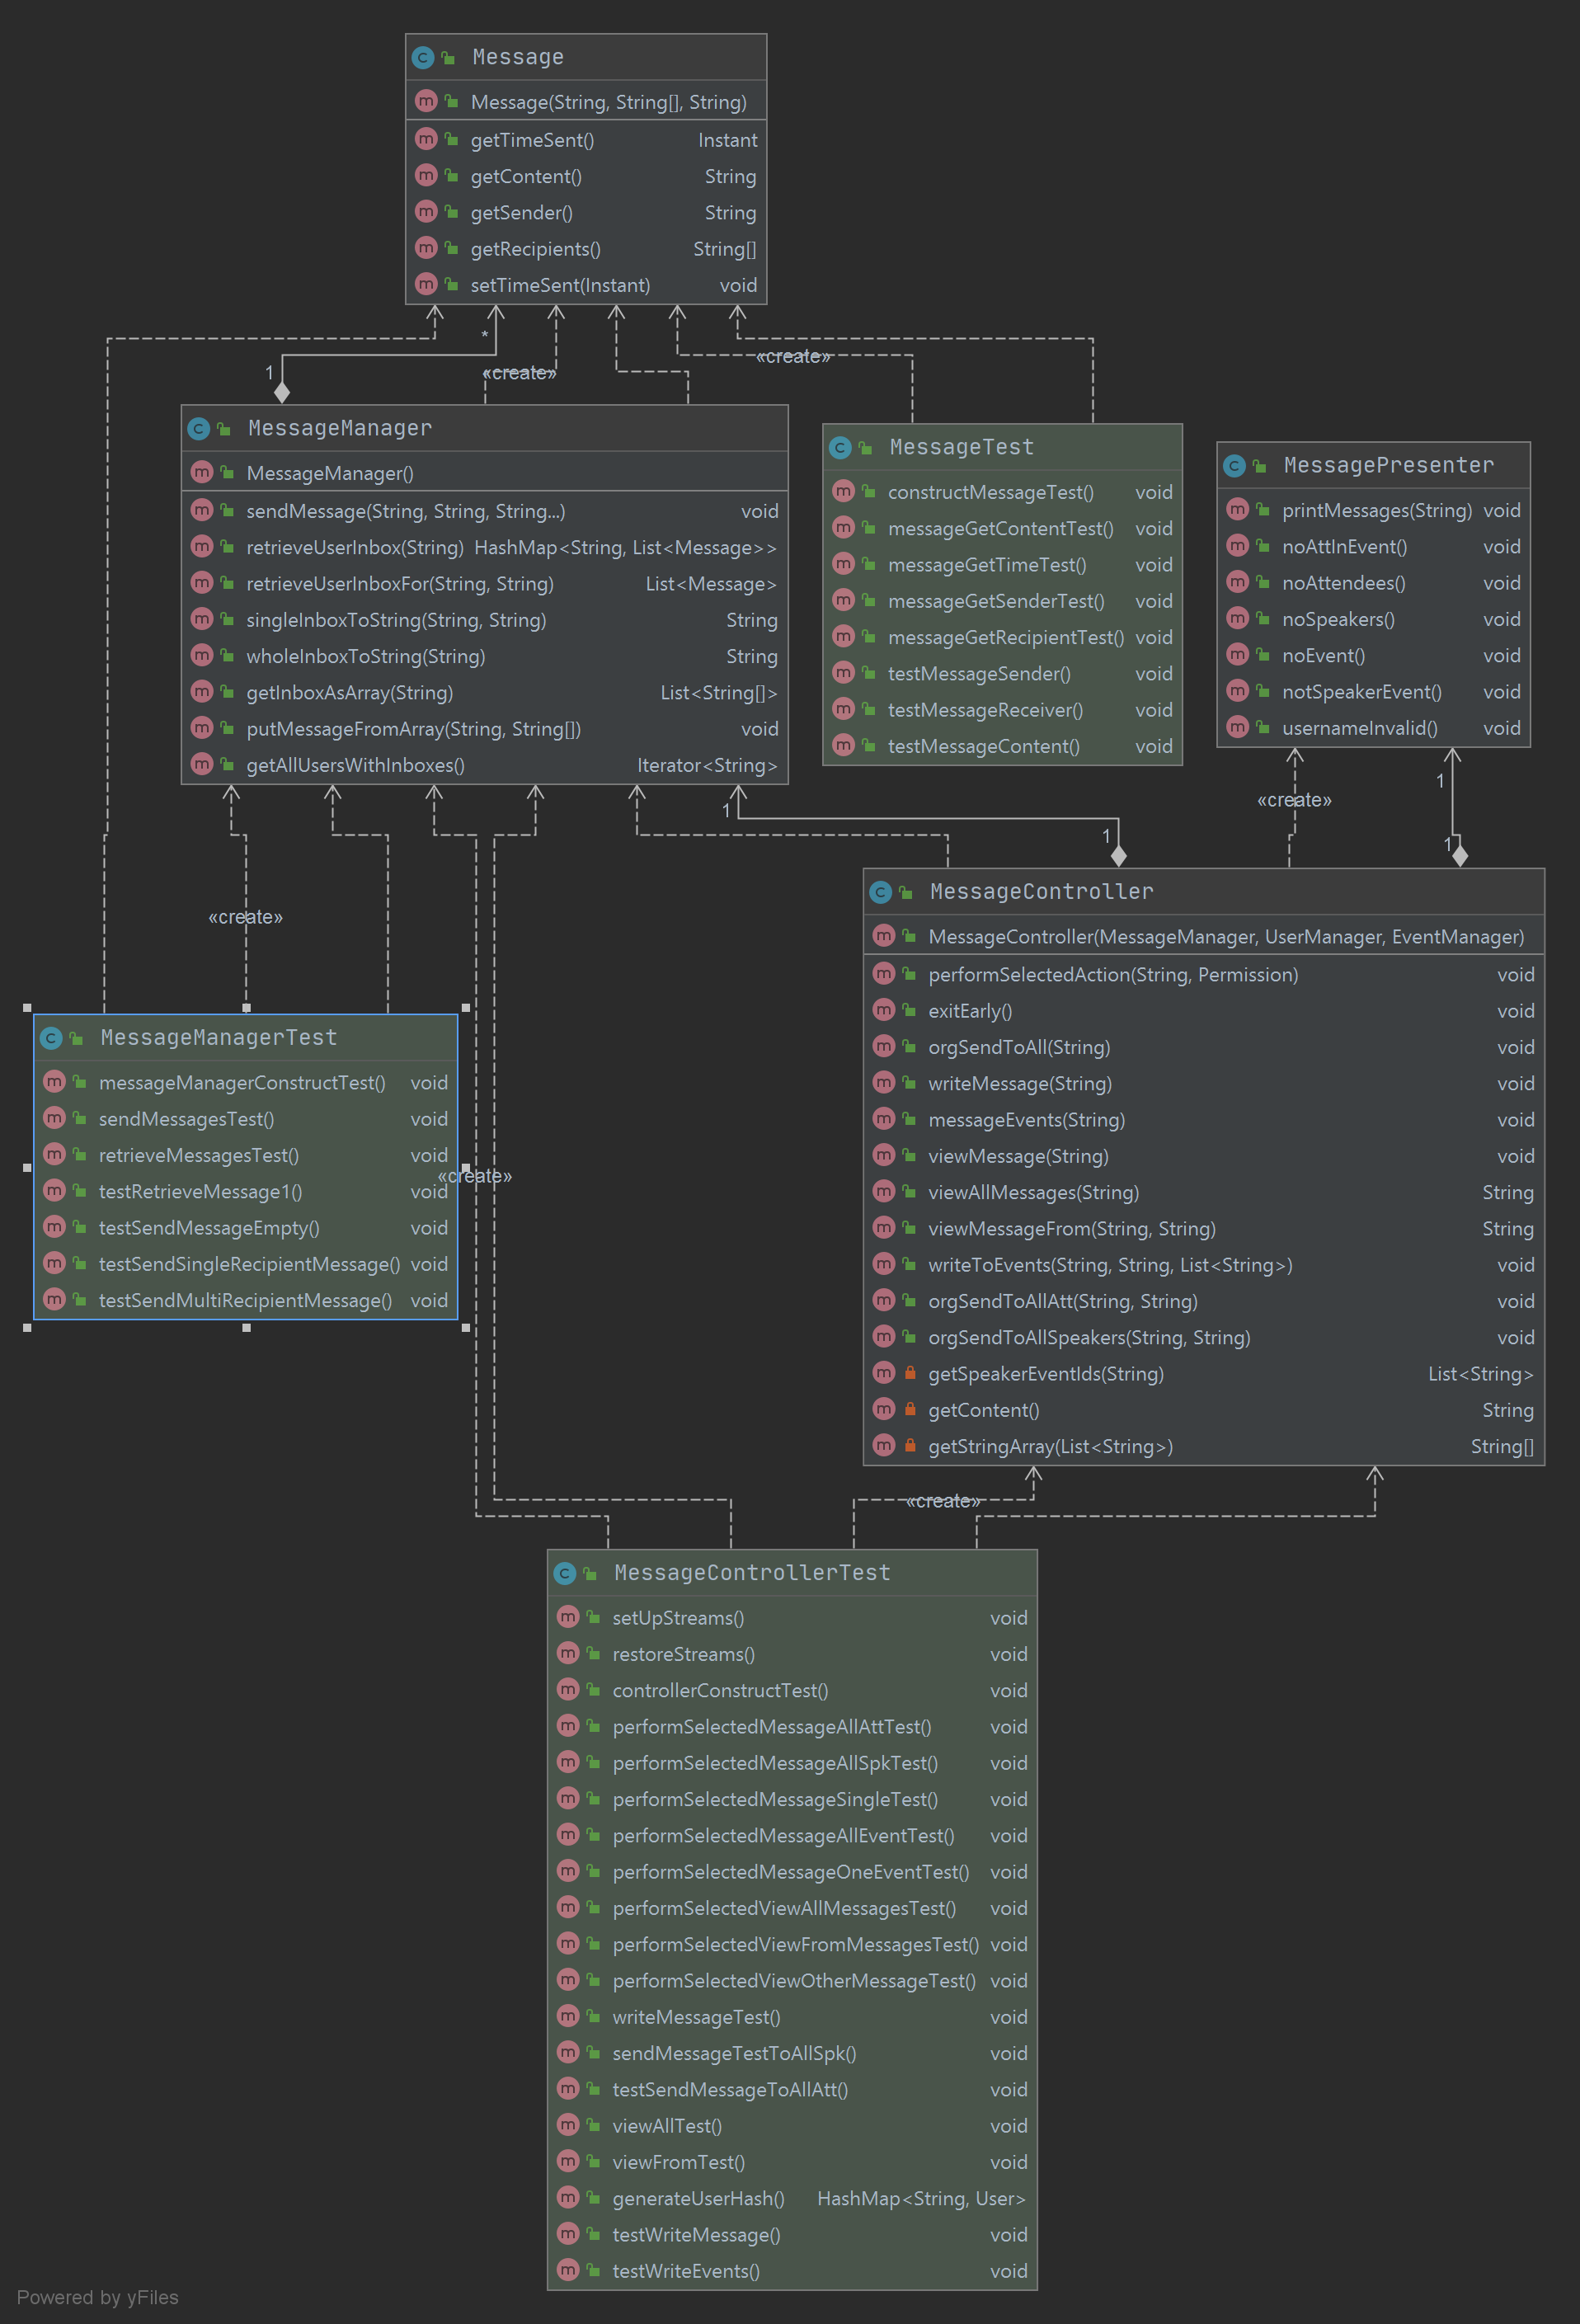 Message
Message(String, String[], String)
getTimeSent() Instant
getContent() String
getSender() String
getRecipients() String[]
setTimeSent(Instant) void
*
1
«create»
«create»
MessageManager
MessageManager()
sendMessage(String, String, String...) void
retrieveUserInbox(String) HashMap<String, List<Message>>
retrieveUserInboxFor(String, String) List<Message>
singleInboxToString(String, String) String
wholeInboxToString(String) String
getInboxAsArray(String) List<String[]>
putMessageFromArray(String, String[]) void
getAllUsersWithInboxes() Iterator<String>
MessageTest
constructMessageTest() void
messageGetContentTest() void
messageGetTimeTest() void
messageGetSenderTest() void
messageGetRecipientTest() void
testMessageSender() void
testMessageReceiver() void
testMessageContent() void
MessagePresenter
printMessages(String) void
noAttInEvent() void
noAttendees() void
noSpeakers() void
noEvent() void
notSpeakerEvent() void
usernameInvalid() void
1
1
«create»
1
1
«create»
MessageController
MessageController(MessageManager, UserManager, EventManager)
performSelectedAction(String, Permission) void
exitEarly() void
orgSendToAll(String) void
writeMessage(String) void
messageEvents(String) void
viewMessage(String) void
viewAllMessages(String) String
viewMessageFrom(String, String) String
writeToEvents(String, String, List<String>) void
orgSendToAllAtt(String, String) void
orgSendToAllSpeakers(String, String) void
getSpeakerEventIds(String) List<String>
getContent() String
getStringArray(List<String>) String[]
MessageManagerTest
messageManagerConstructTest() void
sendMessagesTest() void
retrieveMessagesTest() void
testRetrieveMessage1() void
testSendMessageEmpty() void
testSendSingleRecipientMessage() void
testSendMultiRecipientMessage() void
«create»
«create»
MessageControllerTest
setUpStreams() void
restoreStreams() void
controllerConstructTest() void
performSelectedMessageAllAttTest() void
performSelectedMessageAllSpkTest() void
performSelectedMessageSingleTest() void
performSelectedMessageAllEventTest() void
performSelectedMessageOneEventTest() void
performSelectedViewAllMessagesTest() void
performSelectedViewFromMessagesTest() void
performSelectedViewOtherMessageTest() void
writeMessageTest() void
sendMessageTestToAllSpk() void
testSendMessageToAllAtt() void
viewAllTest() void
viewFromTest() void
generateUserHash() HashMap<String, User>
testWriteMessage() void
testWriteEvents() void
Powered by yFiles